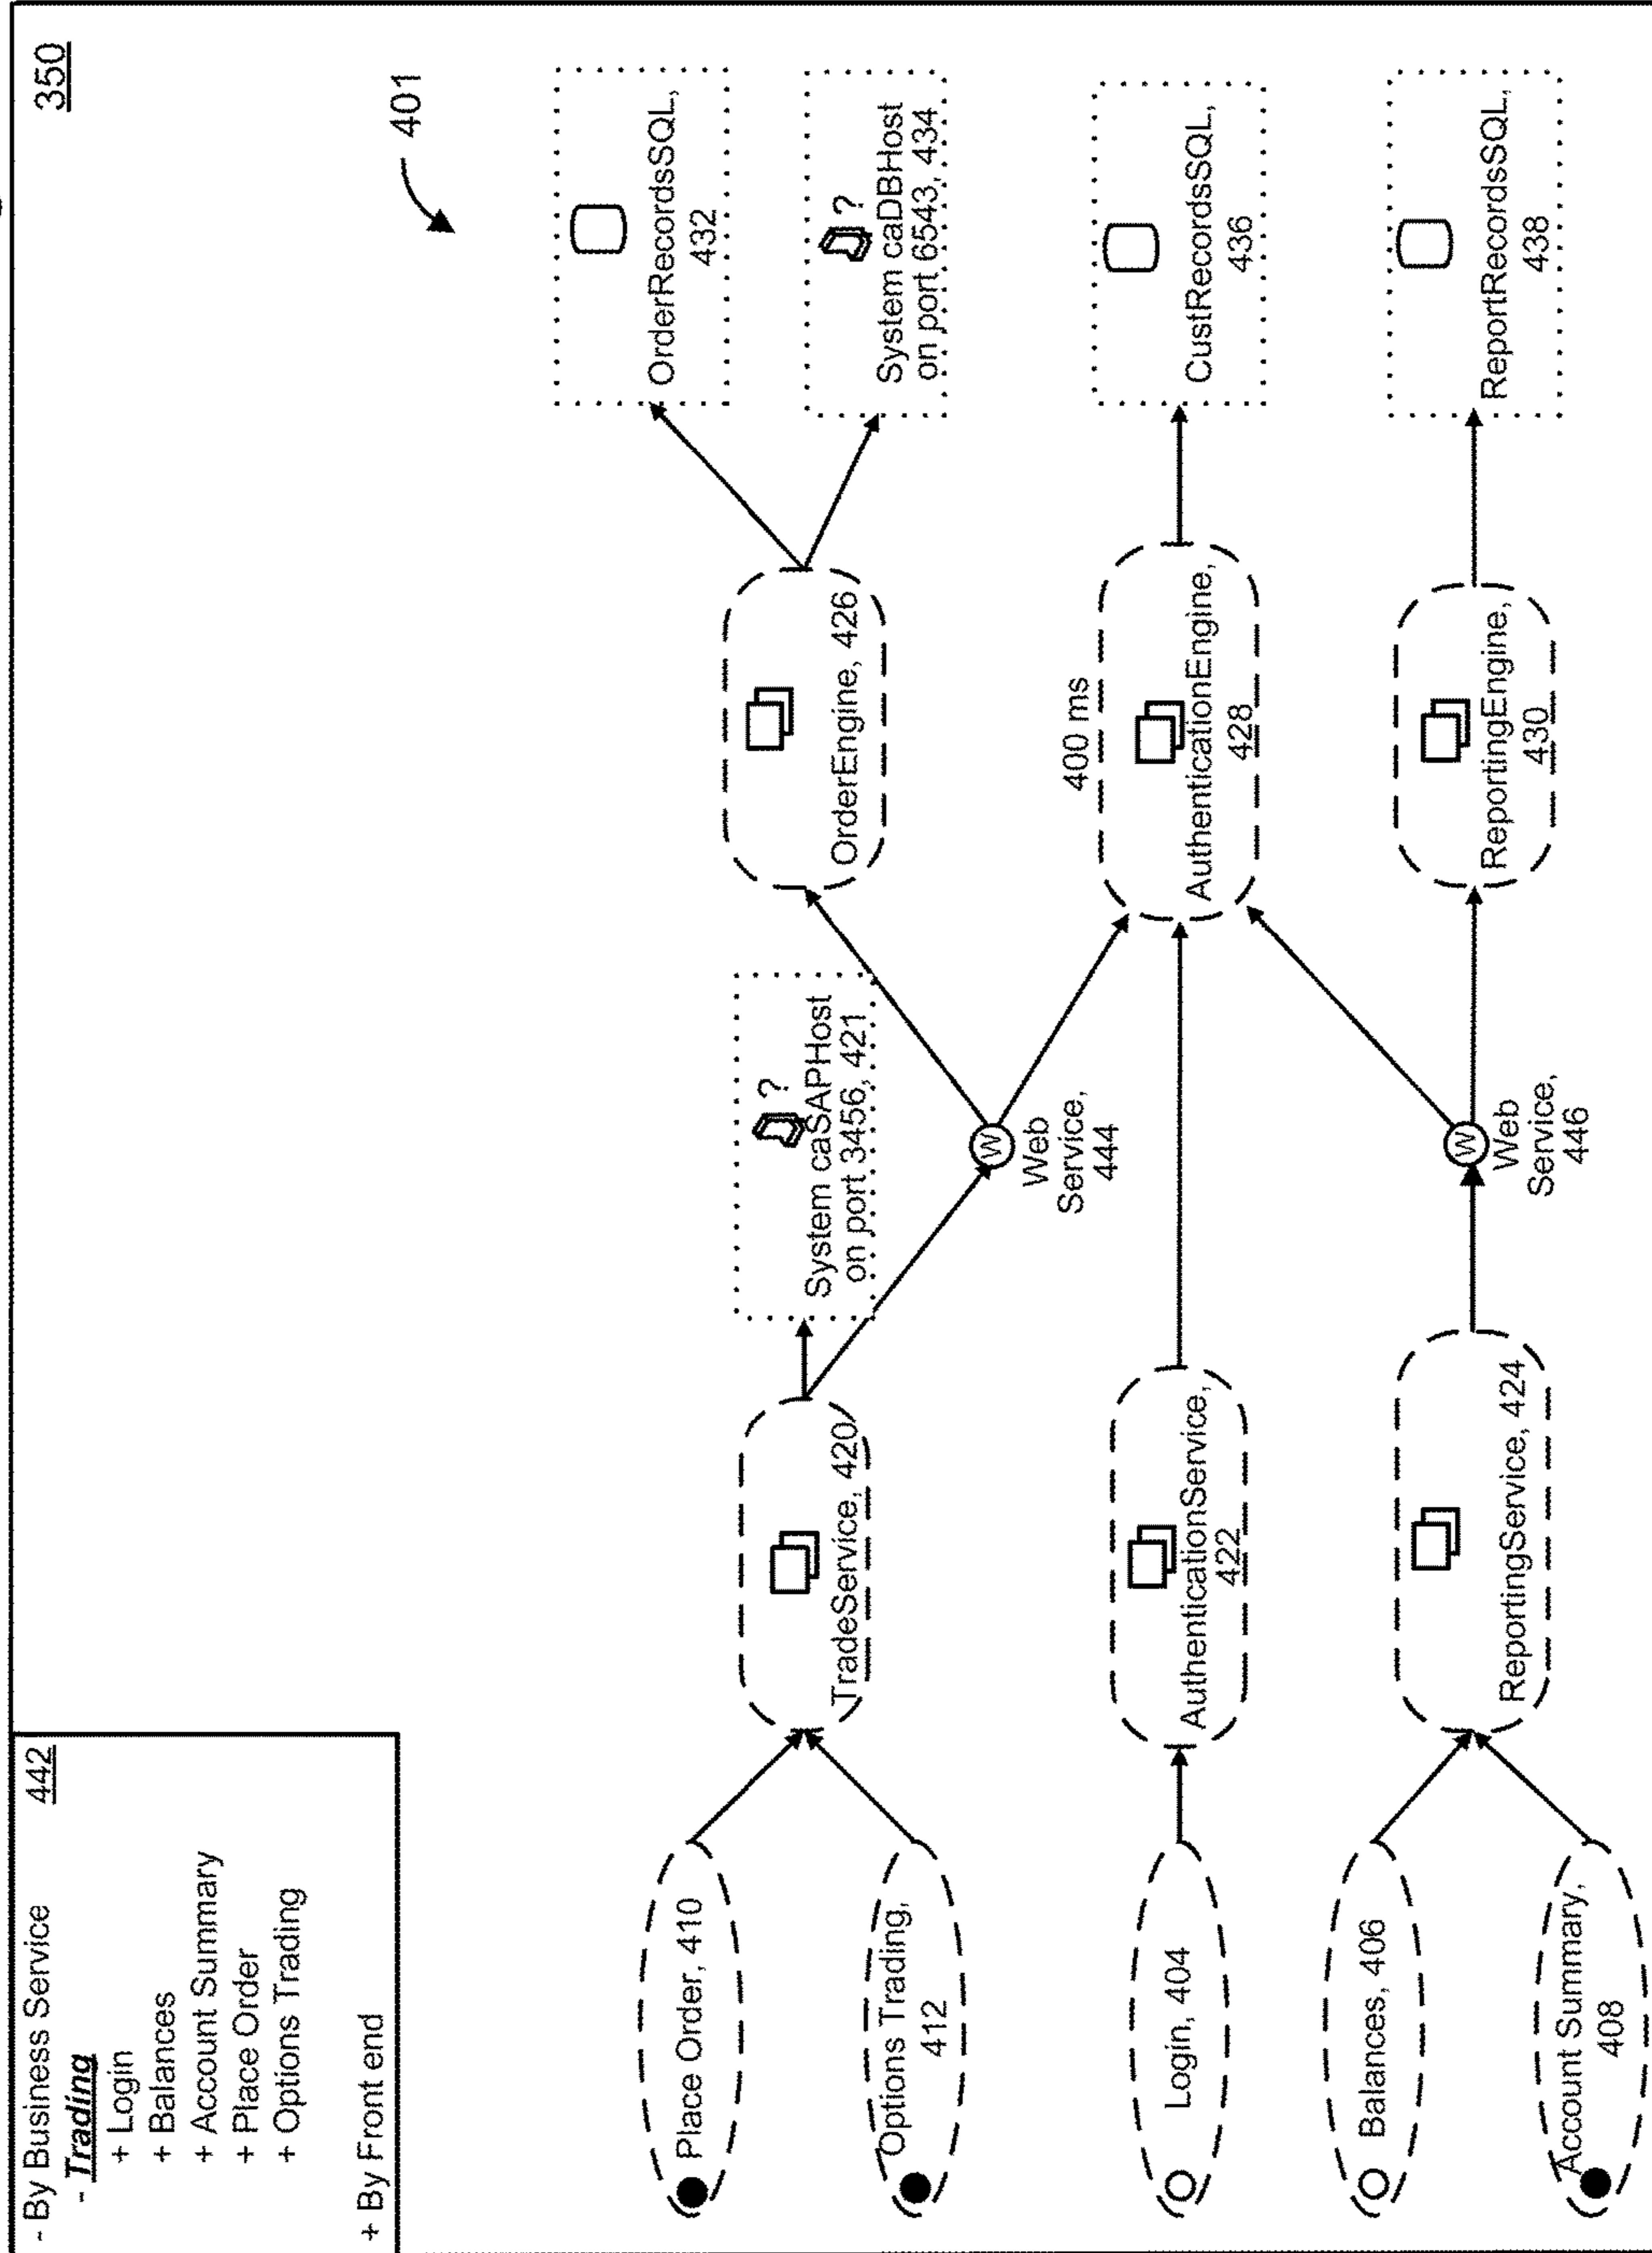 350
442
- By Business Service
- Trading
+ Login
+ Balances
+ Account Summary
+ Place Order
+ Options Trading
+ By Front end
401
Place Order, 410
Options Trading,
412
Login, 404
Balances, 406
Account Summary,
408
TradeService, 420
AuthenticationService,
422
ReportingService, 424
?
System caSAPHost
on port 3456, 421
W
Web
Service,
444
W
Web
Service,
446
OrderEngine, 426
400 ms
AuthenticationEngine,
428
ReportingEngine,
430
OrderRecordsSQL,
432
?
System caDBHost
on port 6543, 434
CustRecordsSQL,
436
ReportRecordsSQL,
438